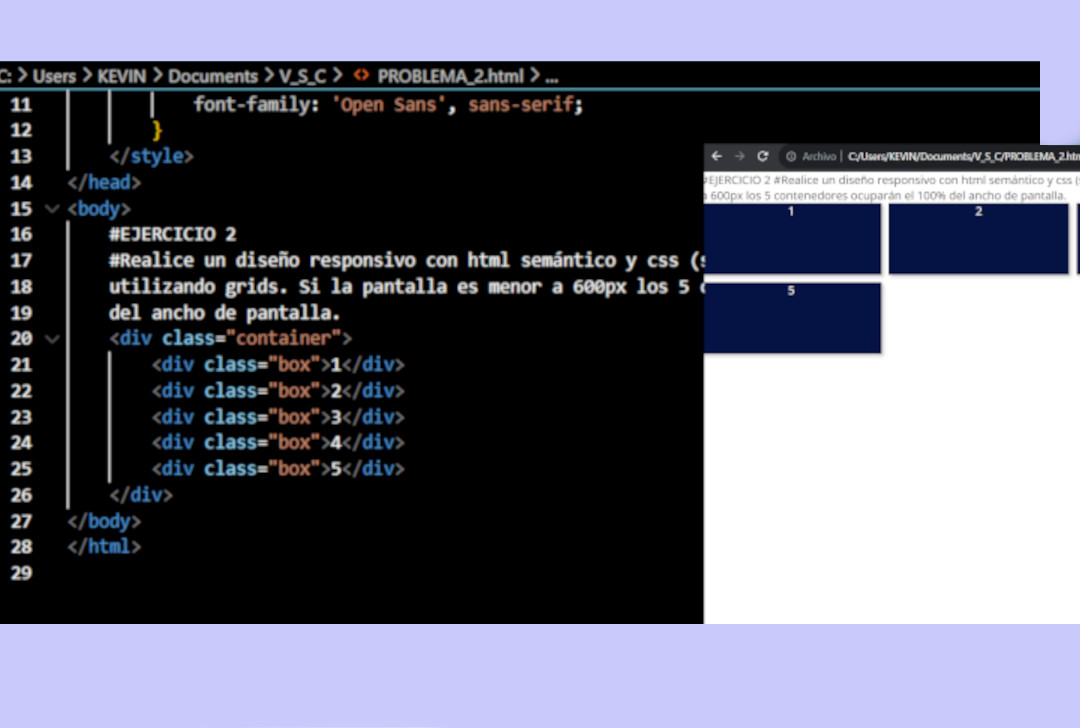 C: > Users > KEVIN > Documents > V_S_C > <> PROBLEMA_2.html > ...
11 font-family: 'Open Sans', sans-serif;
12 }
13 </style>
14 </head>
15 <body>
16 #EJERCICIO 2
17 #Realice un diseño responsivo con html semántico y css (
18 utilizando grids. Si la pantalla es menor a 600px los 5
19 del ancho de pantalla.
20 <div class="container">
21 <div class="box">1</div>
22 <div class="box">2</div>
23 <div class="box">3</div>
24 <div class="box">4</div>
25 <div class="box">5</div>
26 </div>
27 </body>
28 </html>
29
Archivo | C:/Users/KEVIN/Documents/V_S_C/PROBLEMA_2.htm
#EJERCICIO 2 #Realice un diseño responsivo con html semántico y css (
a 600px los 5 contenedores ocuparán el 100% del ancho de pantalla.
1 2
5